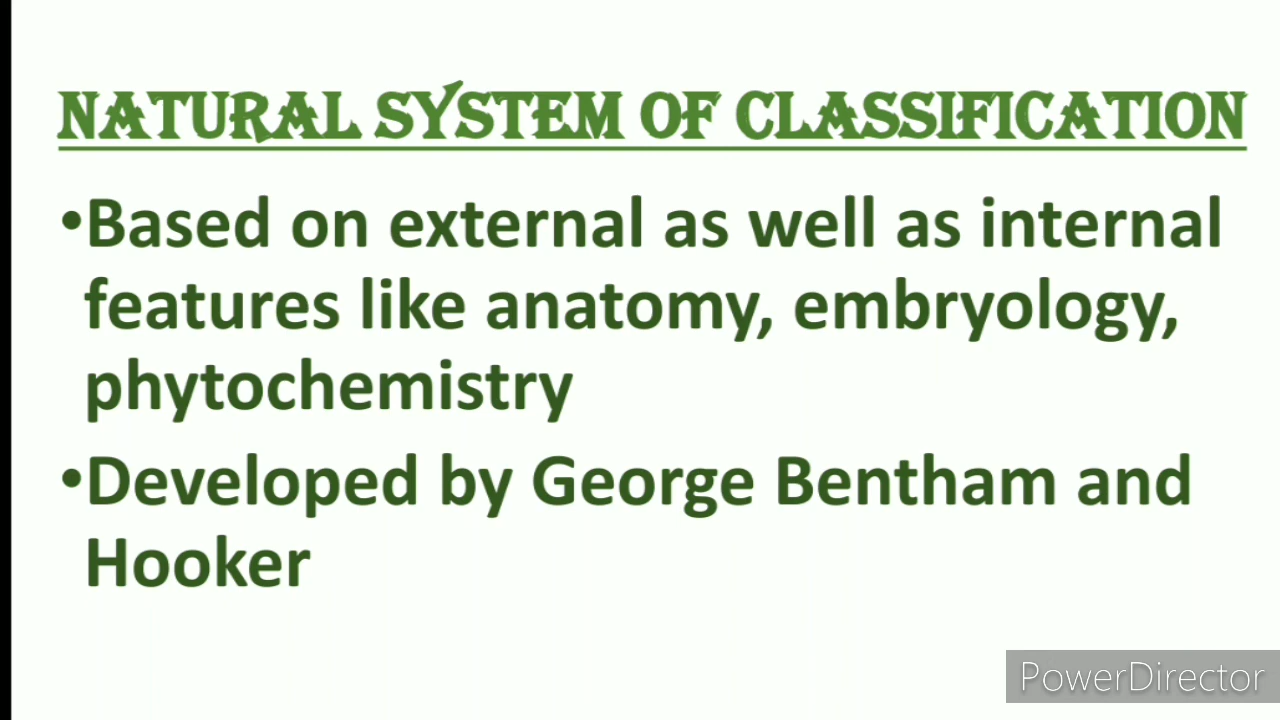 NATURAL SYSTEM OF CLASSIFICATION
•Based on external as well as internal
features like anatomy, embryology,
phytochemistry
•Developed by George Bentham and
Hooker
PowerDirector